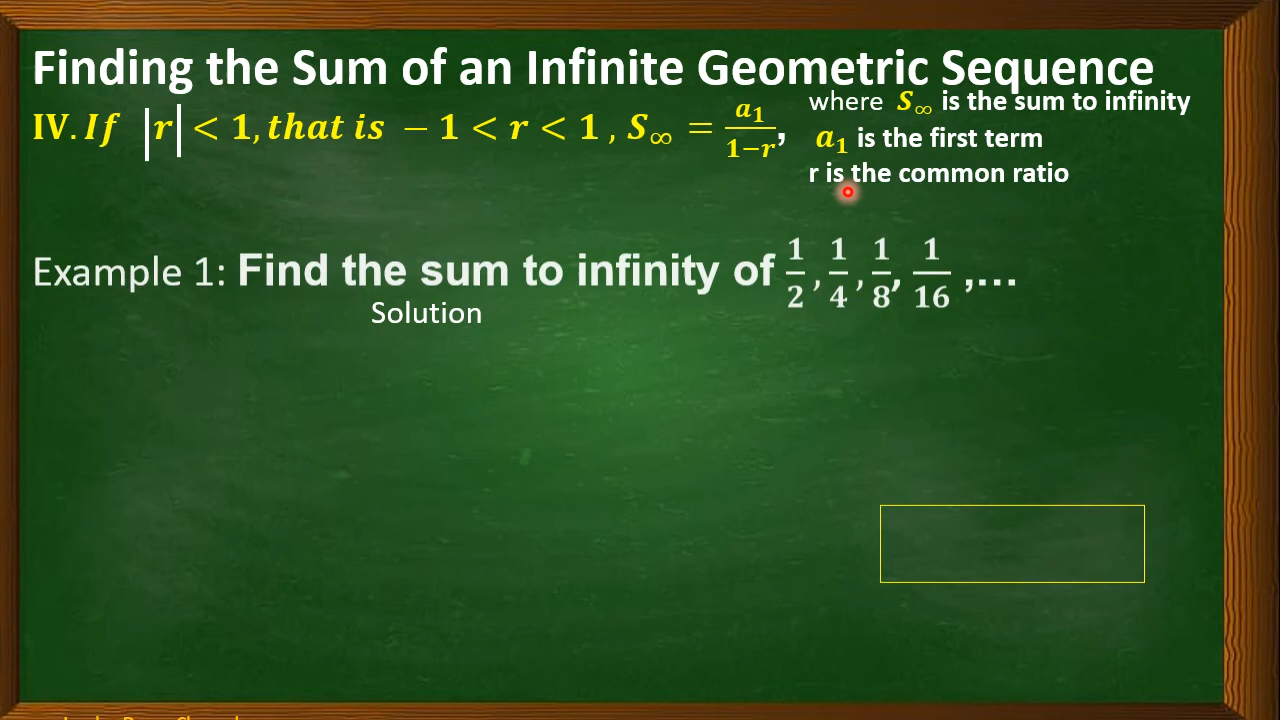 Finding the Sum of an Infinite Geometric Sequence
IV. If |r| < 1, that is − 1 < r < 1 , S∞ = a₁/1−r,
where S∞ is the sum to infinity
a₁ is the first term
r is the common ratio
Example 1: Find the sum to infinity of 1/2 , 1/4 , 1/8, 1/16 ,…
Solution